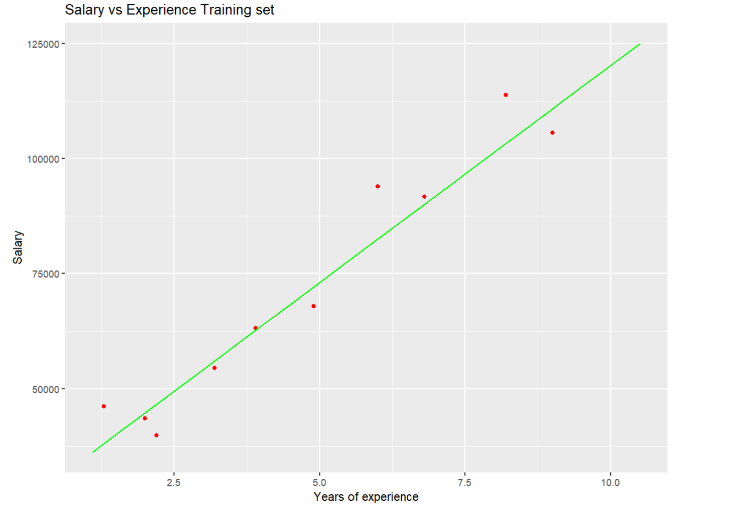 Salary vs Experience Training set
125000
100000
75000
50000
Salary
2.5 5.0 7.5 10.0
Years of experience